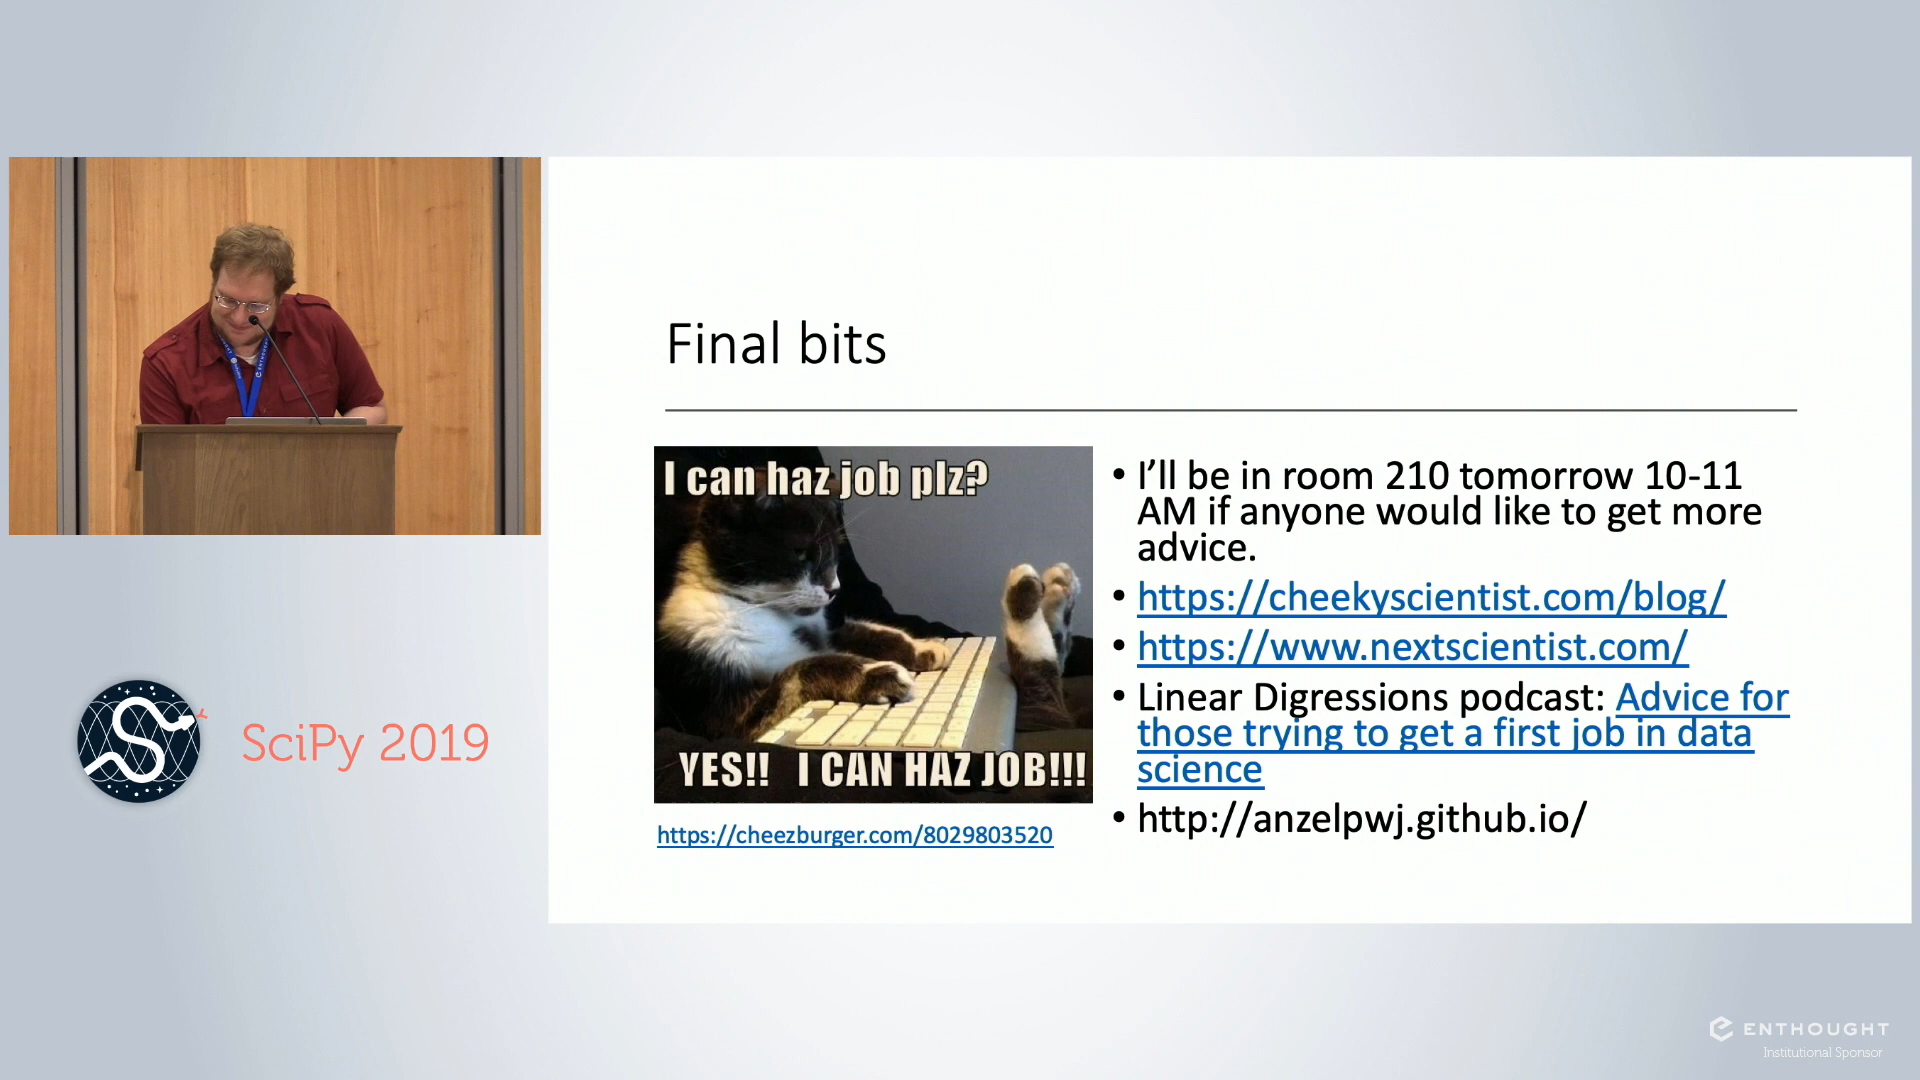 Final bits
I can haz job plz?
YES!! I CAN HAZ JOB!!!
https://cheezburger.com/8029803520
• I’ll be in room 210 tomorrow 10-11
AM if anyone would like to get more
advice.
• https://cheekyscientist.com/blog/
• https://www.nextscientist.com/
• Linear Digressions podcast: Advice for
those trying to get a first job in data
science
• http://anzelpwj.github.io/
SciPy 2019
ENTHOUGHT
Institutional Sponsor